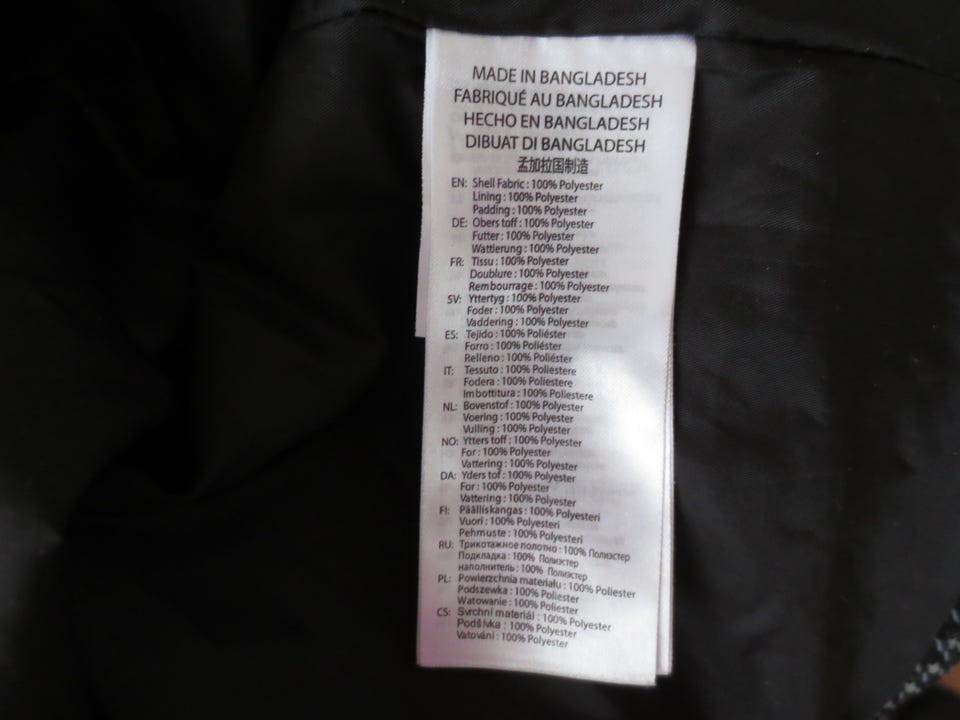 MADE IN BANGLADESH
FABRIQUÉ AU BANGLADESH
HECHO EN BANGLADESH
DIBUAT DI BANGLADESH
孟加拉国制造
EN: Shell Fabric : 100% Polyester
Lining : 100% Polyester
Padding : 100% Polyester
DE: Obers toff : 100% Polyester
Futter : 100% Polyester
Wattierung : 100% Polyester
FR: Tissu : 100% Polyester
Doublure : 100% Polyester
Rembourrage : 100% Polyester
SV: Yttertyg : 100% Polyester
Foder : 100% Polyester
Vaddering : 100% Polyester
ES: Tejido : 100% Poliéster
Forro : 100% Poliéster
Relleno : 100% Poliéster
IT: Tessuto : 100% Poliestere
Fodera : 100% Poliestere
Imbottitura : 100% Poliestere
NL: Bovenstof : 100% Polyester
Voering : 100% Polyester
Vulling : 100% Polyester
NO: Ytters toff : 100% Polyester
For : 100% Polyester
Vattering : 100% Polyester
DA: Yders tof : 100% Polyester
For : 100% Polyester
Vattering : 100% Polyester
FI: Päälliskangas : 100% Polyesteri
Vuori : 100% Polyesteri
Pehmuste : 100% Polyesteri
RU: Трикотажное полотно : 100% Полиэстер
Подкладка : 100% Полиэстер
наполнитель : 100% Полиэстер
PL: Powierzchnia materiału : 100% Poliester
Podszewka : 100% Poliester
Watowanie : 100% Poliester
CS: Svrchní materiál : 100% Polyester
Podšívka : 100% Polyester
Vatování : 100% Polyester